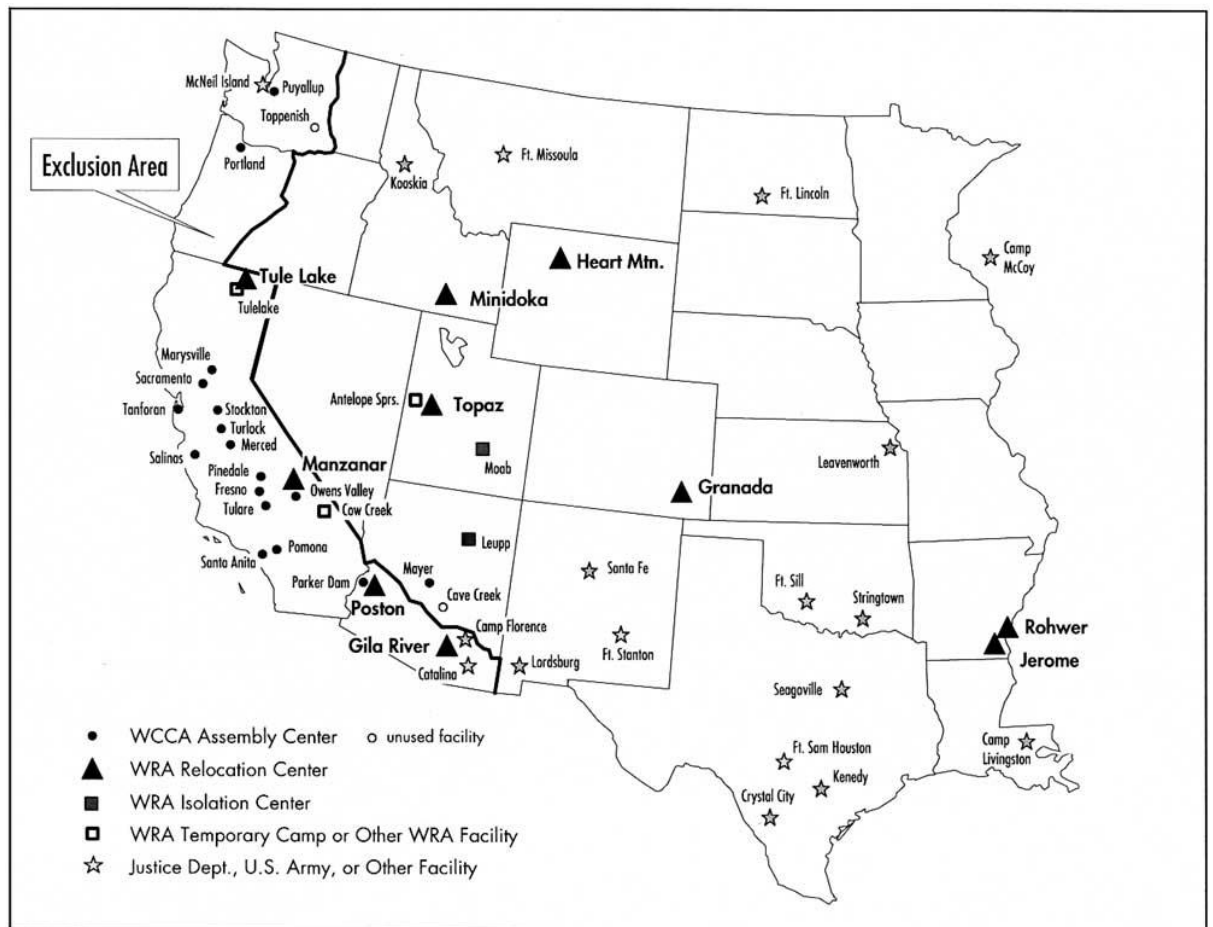 McNeil Island
Puyallup
Toppenish
Exclusion Area
Portland
Kooskia
Ft. Missoula
Ft. Lincoln
Camp
McCoy
Tule Lake
Tulelake
Minidoka
Heart Mtn.
Marysville
Sacramento
Tanforan
Stockton
Turlock
Merced
Salinas
Pinedale
Fresno
Tulare
Manzanar
Owens Valley
Cow Creek
Antelope Sprs.
Topaz
Moab
Granada
Leavenworth
Santa Anita
Pomona
Leupp
Parker Dam
Poston
Mayer
Cave Creek
Camp Florence
Gila River
Catalina
Lordsburg
Santa Fe
Ft. Stanton
Ft. Sill
Stringtown
Rohwer
Jerome
Seagoville
Ft. Sam Houston
Kenedy
Crystal City
Camp
Livingston
WCCA Assembly Center
unused facility
WRA Relocation Center
WRA Isolation Center
WRA Temporary Camp or Other WRA Facility
Justice Dept., U.S. Army, or Other Facility